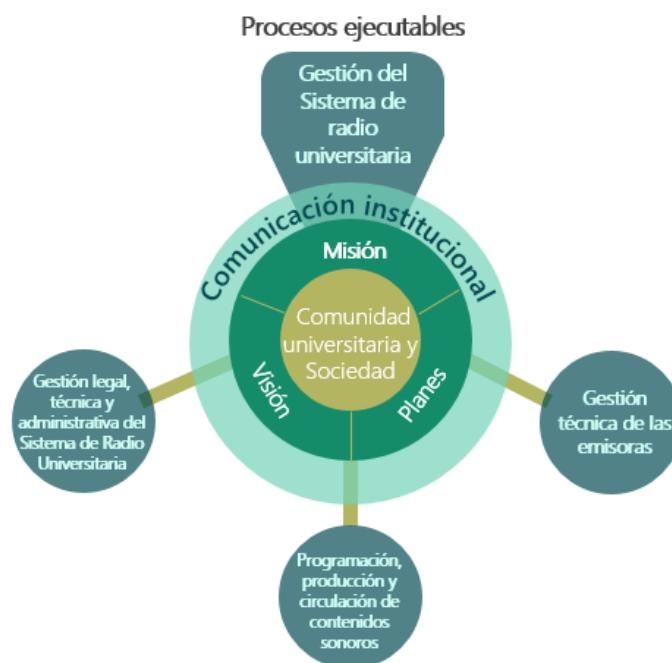 Procesos ejecutables
Gestión del
Sistema de
radio
universitaria
Comunicación institucional
Misión
Comunidad
universitaria y
Sociedad
Visión
Planes
Gestión legal,
técnica y
administrativa del
Sistema de Radio
Universitaria
Gestión
técnica de las
emisoras
Programación,
producción y
circulación de
contenidos
sonoros